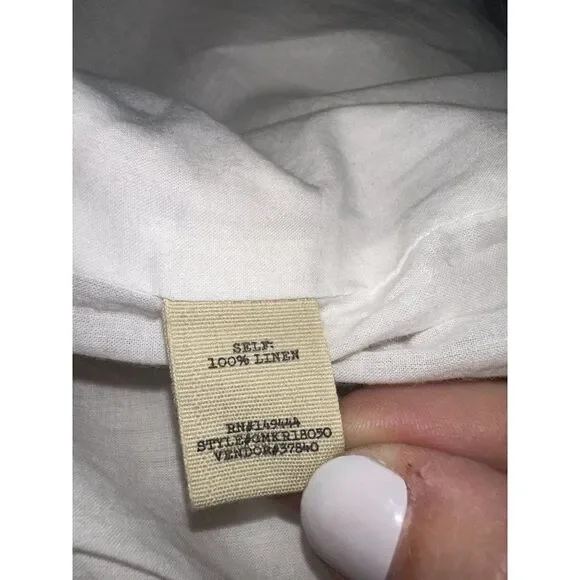 SELF:
100% LINEN
RN#149444
STYLE#GMKR18050
VENDOR#37840